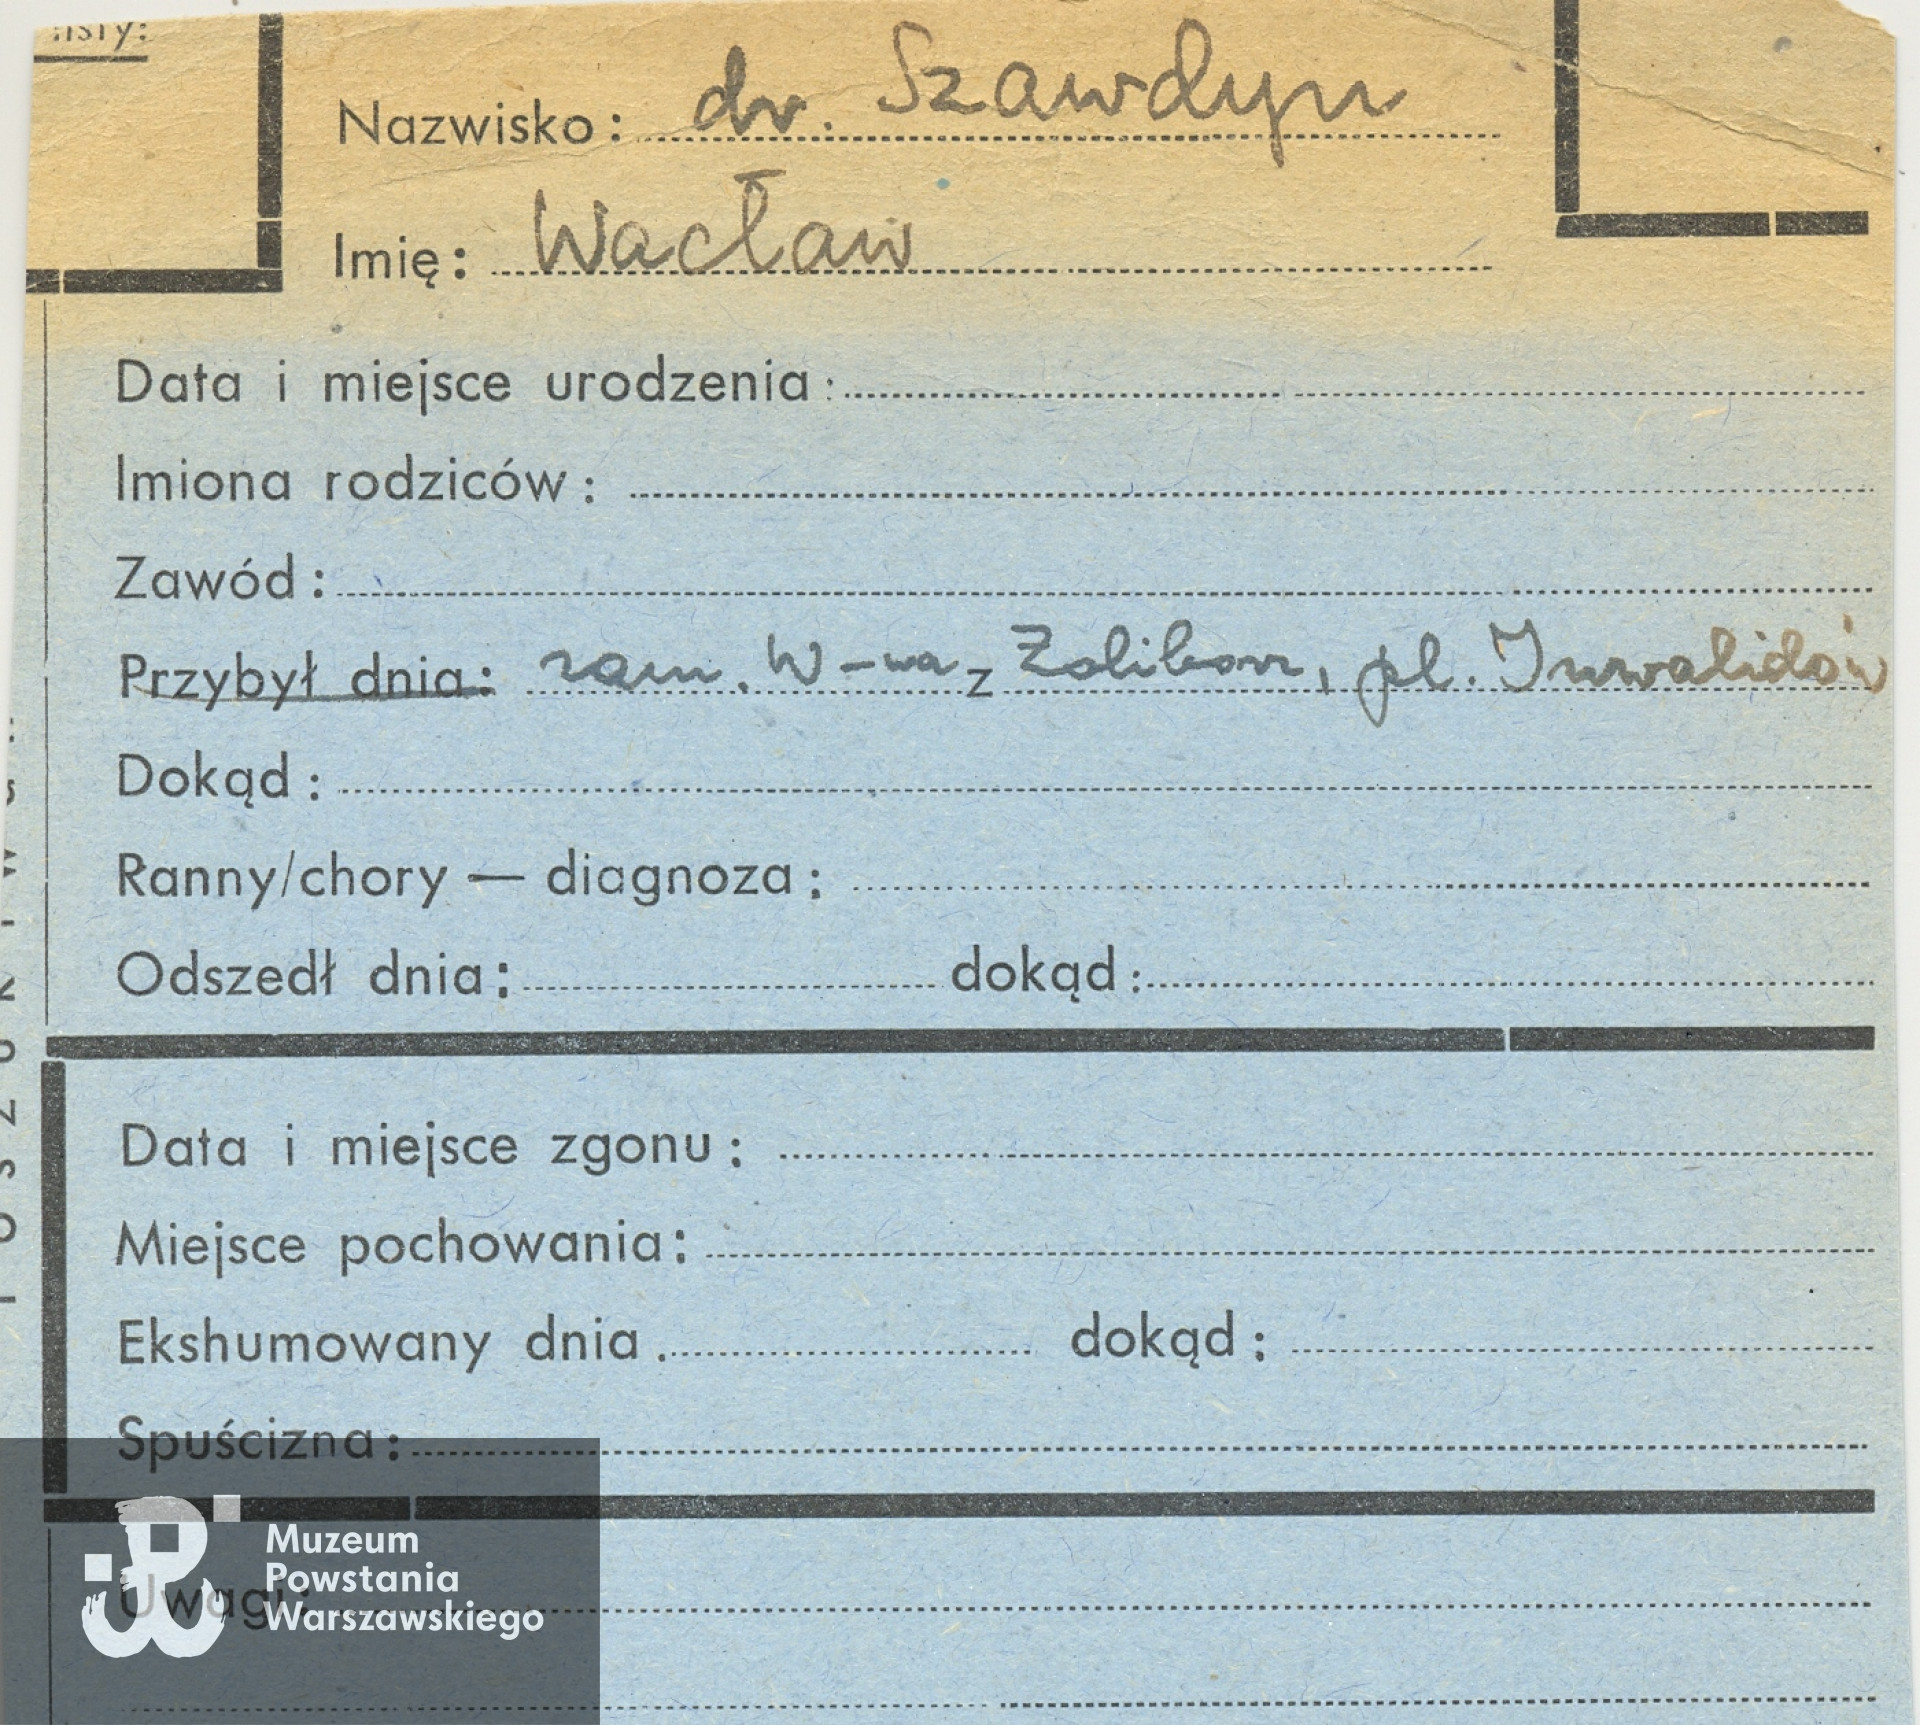 listy:
Nazwisko: dr. Szawdyn
Imię: Wacław
Data i miejsce urodzenia:
Imiona rodziców:
Zawód:
Przybył dnia: zam. W-wa z Żoliborz, pl. Inwalidów
Dokąd:
Ranny/chory — diagnoza:
Odszedł dnia: dokąd:
Data i miejsce zgonu:
Miejsce pochowania:
Ekshumowany dnia. dokąd:
Spuścizna:
Uwagi:
Muzeum
Powstania
Warszawskiego